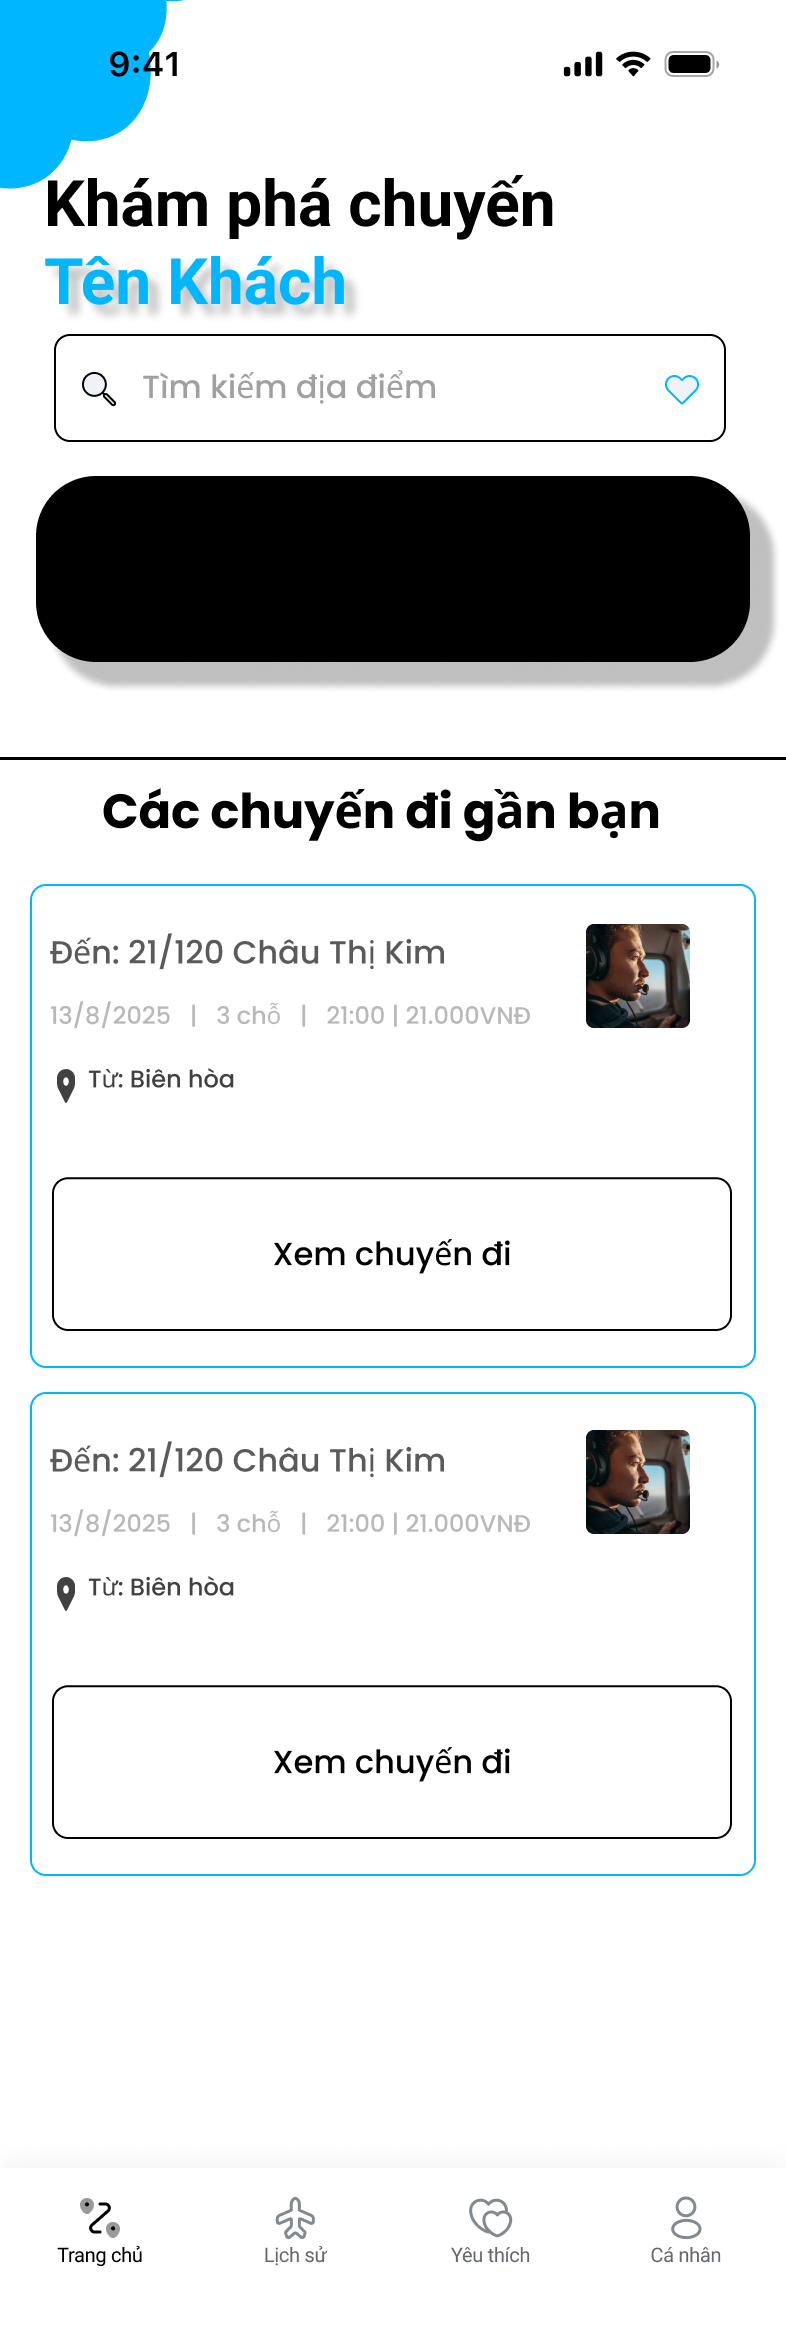 9:41
Khám phá chuyến
Tên Khách
Tìm kiếm địa điểm
Các chuyến đi gần bạn
Đến: 21/120 Châu Thị Kim
13/8/2025 | 3 chỗ | 21:00 | 21.000VNĐ
Từ: Biên hòa
Xem chuyến đi
Đến: 21/120 Châu Thị Kim
13/8/2025 | 3 chỗ | 21:00 | 21.000VNĐ
Từ: Biên hòa
Xem chuyến đi
Trang chủ Lịch sử Yêu thích Cá nhân